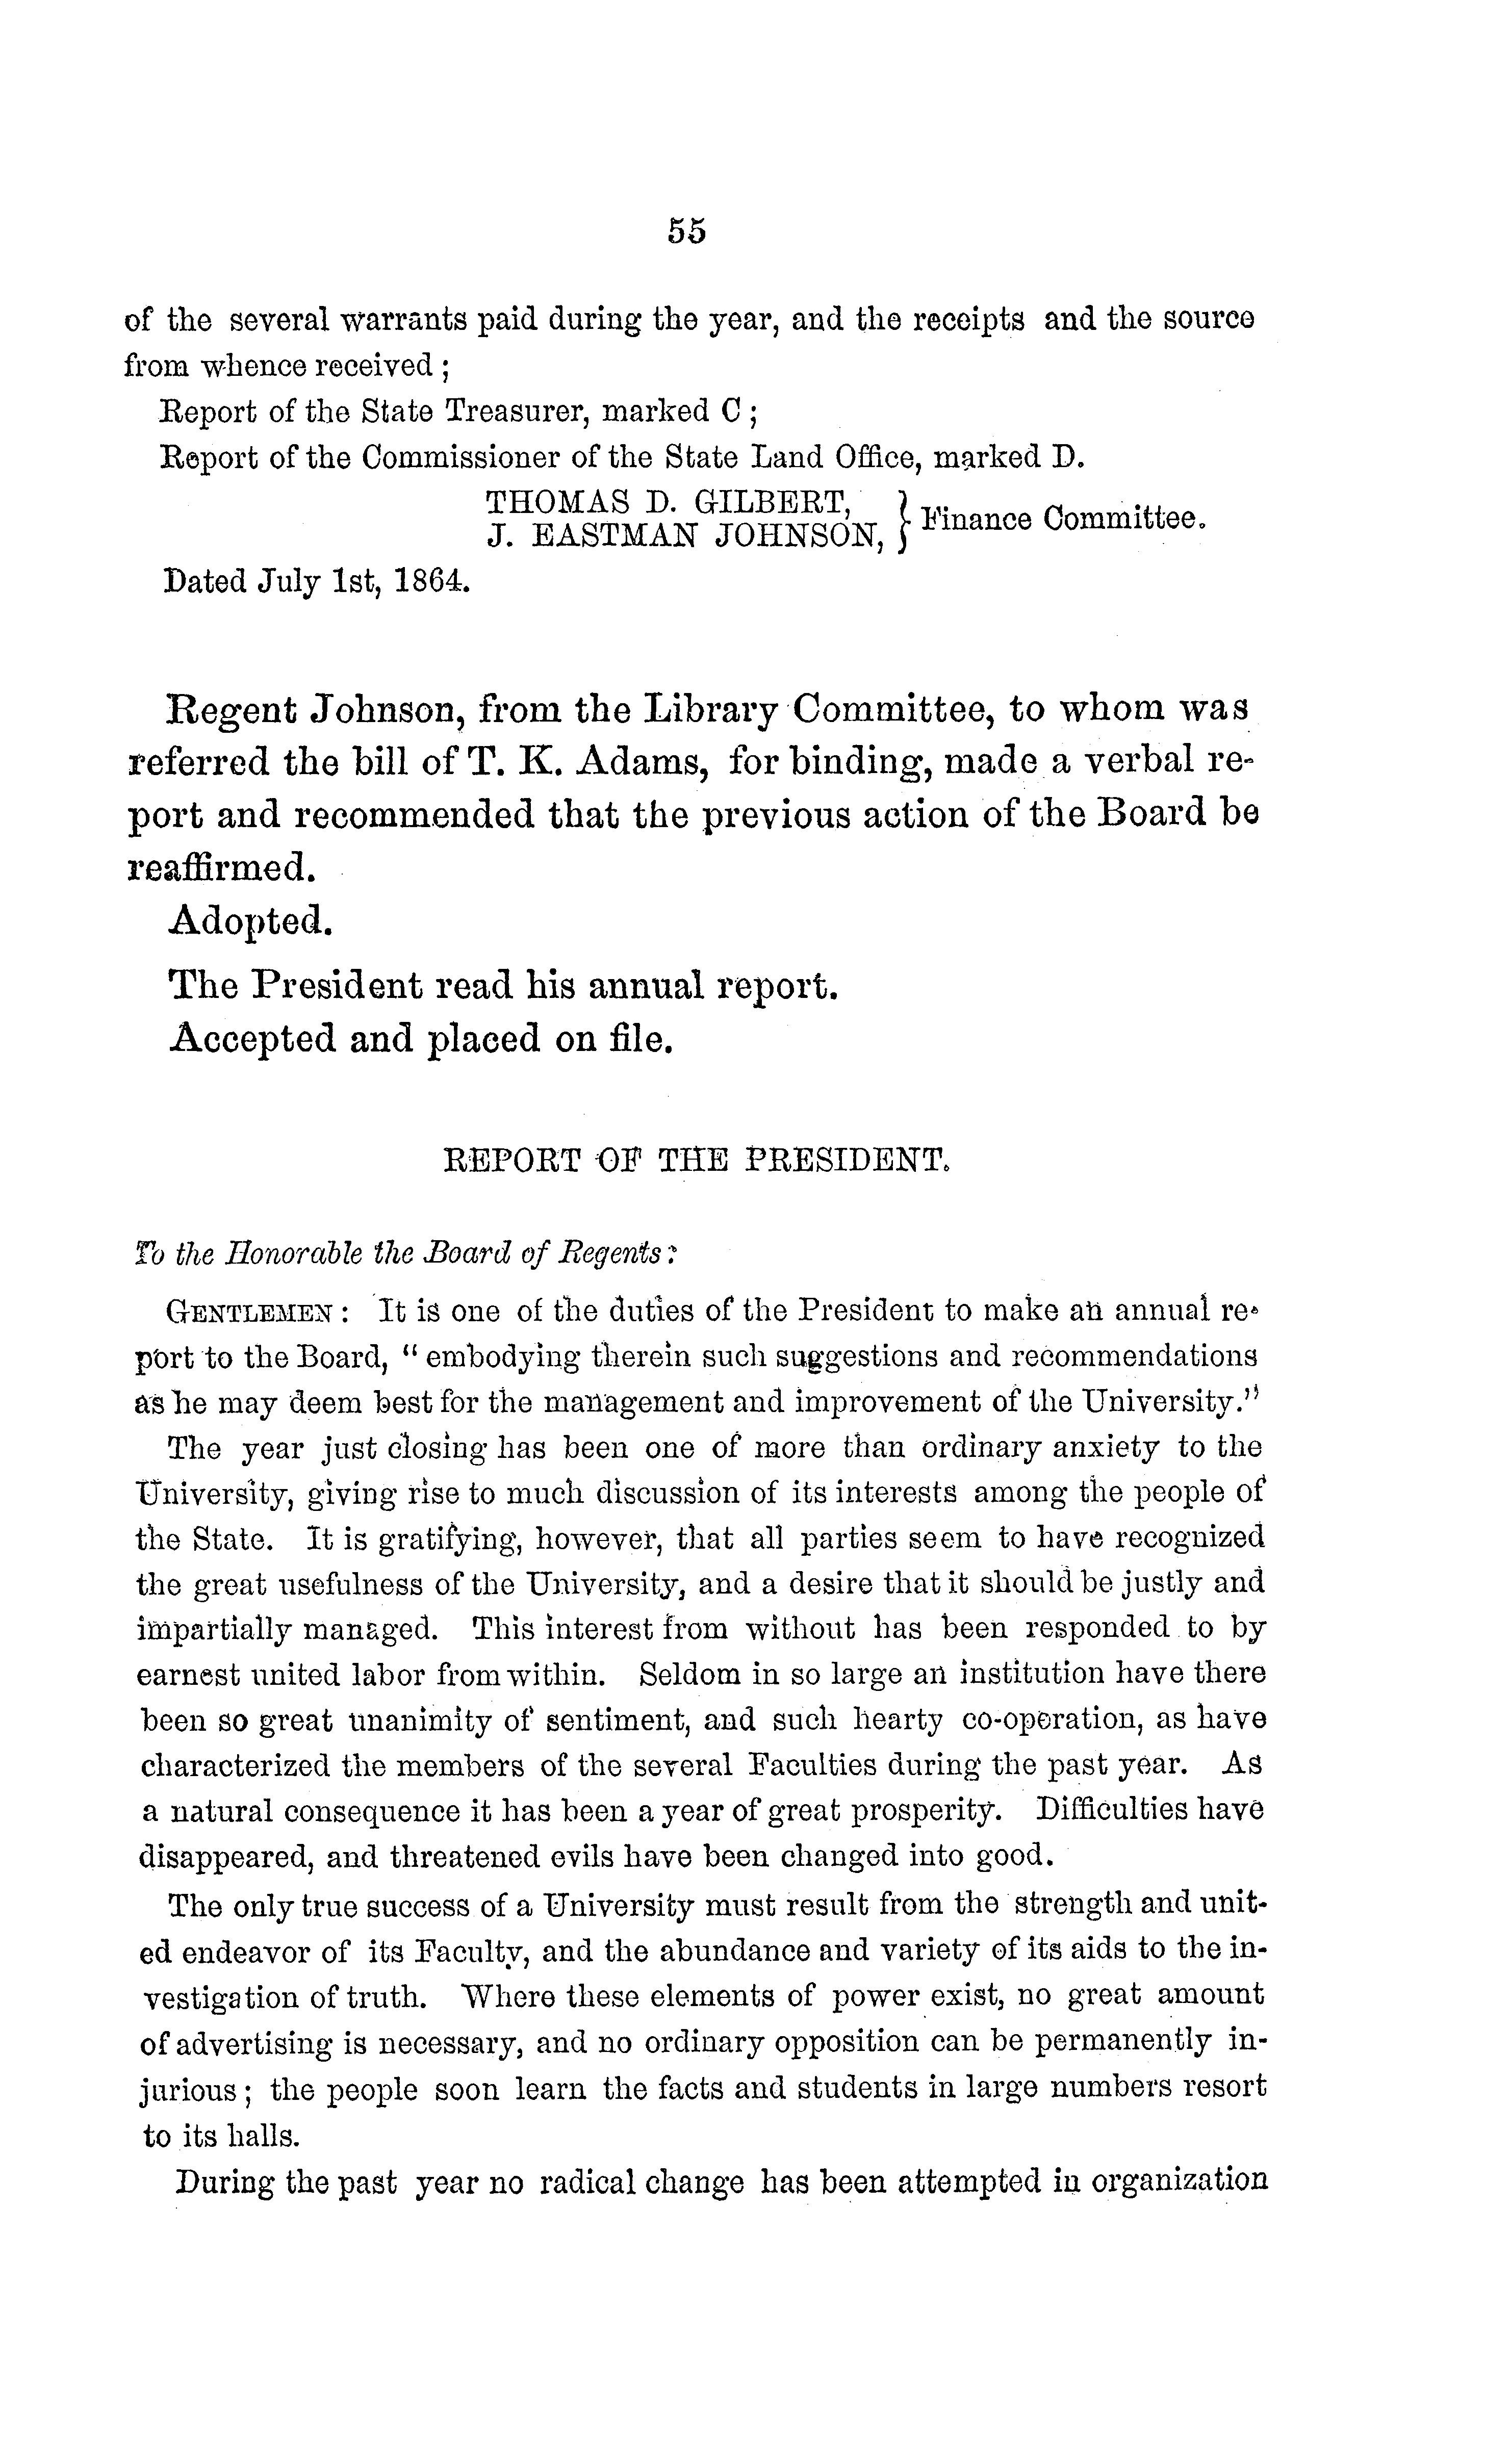 55
of the several warrants paid during the year, and the receipts and the source
from whence received ;
Report of the State Treasurer, marked C ;
Report of the Commissioner of the State Land Office, marked D.
THOMAS D. GILBERT,
J. EASTMAN JOHNSON, } Finance Committee.
Dated July 1st, 1864.
Regent Johnson, from the Library Committee, to whom was
referred the bill of T. K. Adams, for binding, made a verbal re-
port and recommended that the previous action of the Board be
reaffirmed.
Adopted.
The President read his annual report.
Accepted and placed on file.
REPORT OF THE PRESIDENT.
To the Honorable the Board of Regents :
GENTLEMEN : It is one of the duties of the President to make an annual re-
port to the Board, " embodying therein such suggestions and recommendations
as he may deem best for the management and improvement of the University."
The year just closing has been one of more than ordinary anxiety to the
University, giving rise to much discussion of its interests among the people of
the State. It is gratifying, however, that all parties seem to have recognized
the great usefulness of the University, and a desire that it should be justly and
impartially managed. This interest from without has been responded to by
earnest united labor from within. Seldom in so large an institution have there
been so great unanimity of sentiment, and such hearty co-operation, as have
characterized the members of the several Faculties during the past year. As
a natural consequence it has been a year of great prosperity. Difficulties have
disappeared, and threatened evils have been changed into good.
The only true success of a University must result from the strength and unit-
ed endeavor of its Faculty, and the abundance and variety of its aids to the in-
vestigation of truth. Where these elements of power exist, no great amount
of advertising is necessary, and no ordinary opposition can be permanently in-
jurious ; the people soon learn the facts and students in large numbers resort
to its halls.
During the past year no radical change has been attempted in organization